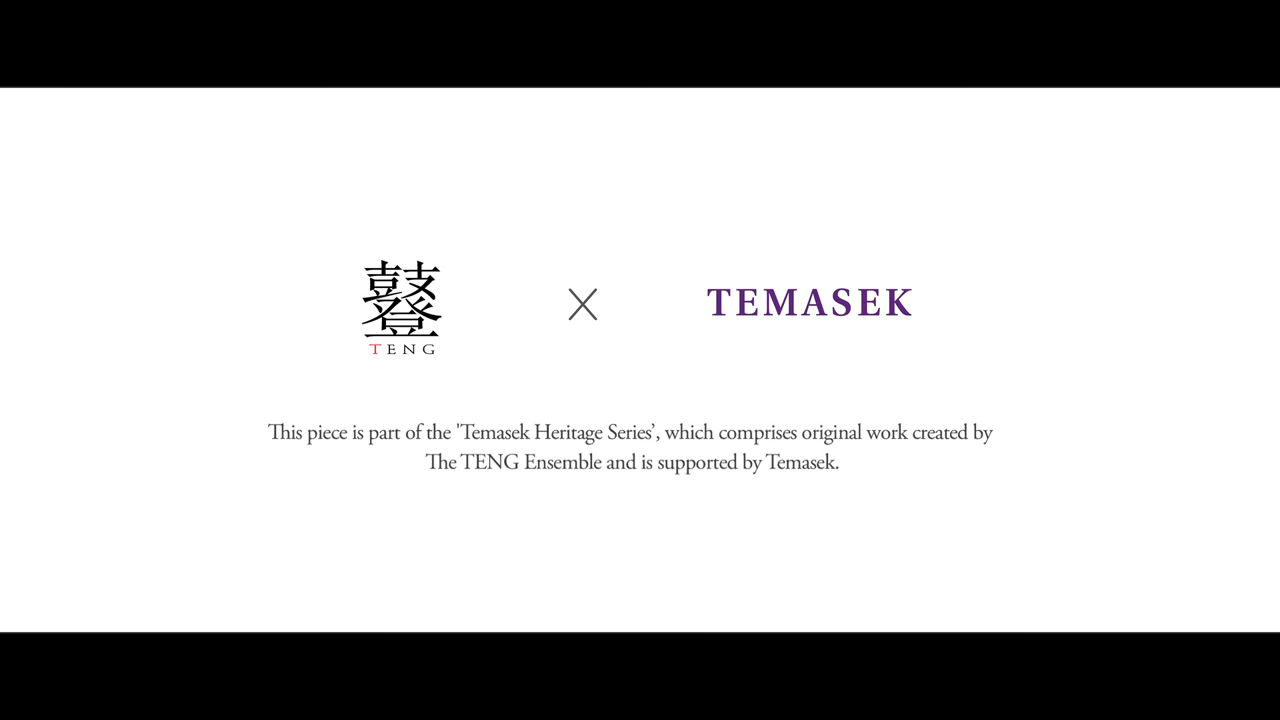 鼟
TENG
×
TEMASEK
This piece is part of the 'Temasek Heritage Series’, which comprises original work created by
The TENG Ensemble and is supported by Temasek.